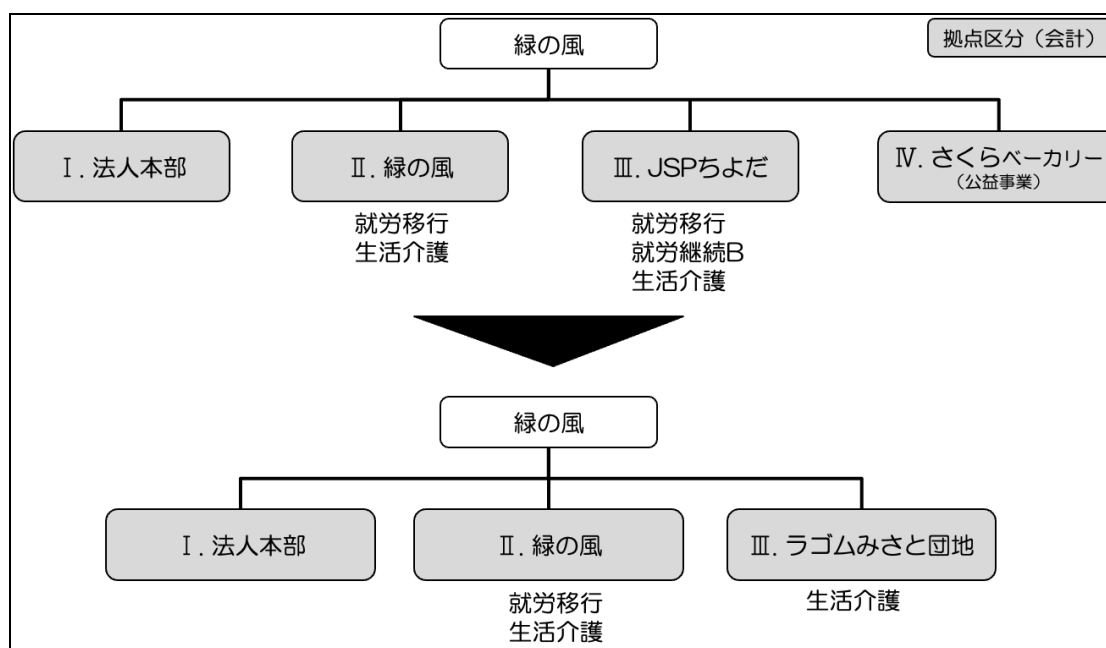 緑の風
拠点区分（会計）
Ⅰ. 法人本部
Ⅱ. 緑の風
Ⅲ. JSPちよだ
Ⅳ. さくらベーカリー
（公益事業）
就労移行
生活介護
就労移行
就労継続B
生活介護
緑の風
Ⅰ. 法人本部
Ⅱ. 緑の風
Ⅲ. ラゴムみさと団地
就労移行
生活介護
生活介護